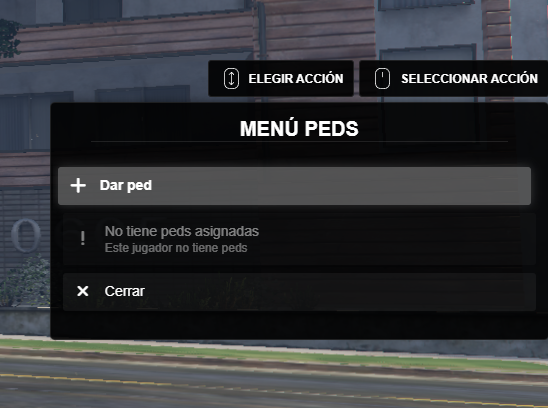 ELEGIR ACCIÓN
SELECCIONAR ACCIÓN
MENÚ PEDS
Dar ped
No tiene peds asignadas
Este jugador no tiene peds
Cerrar